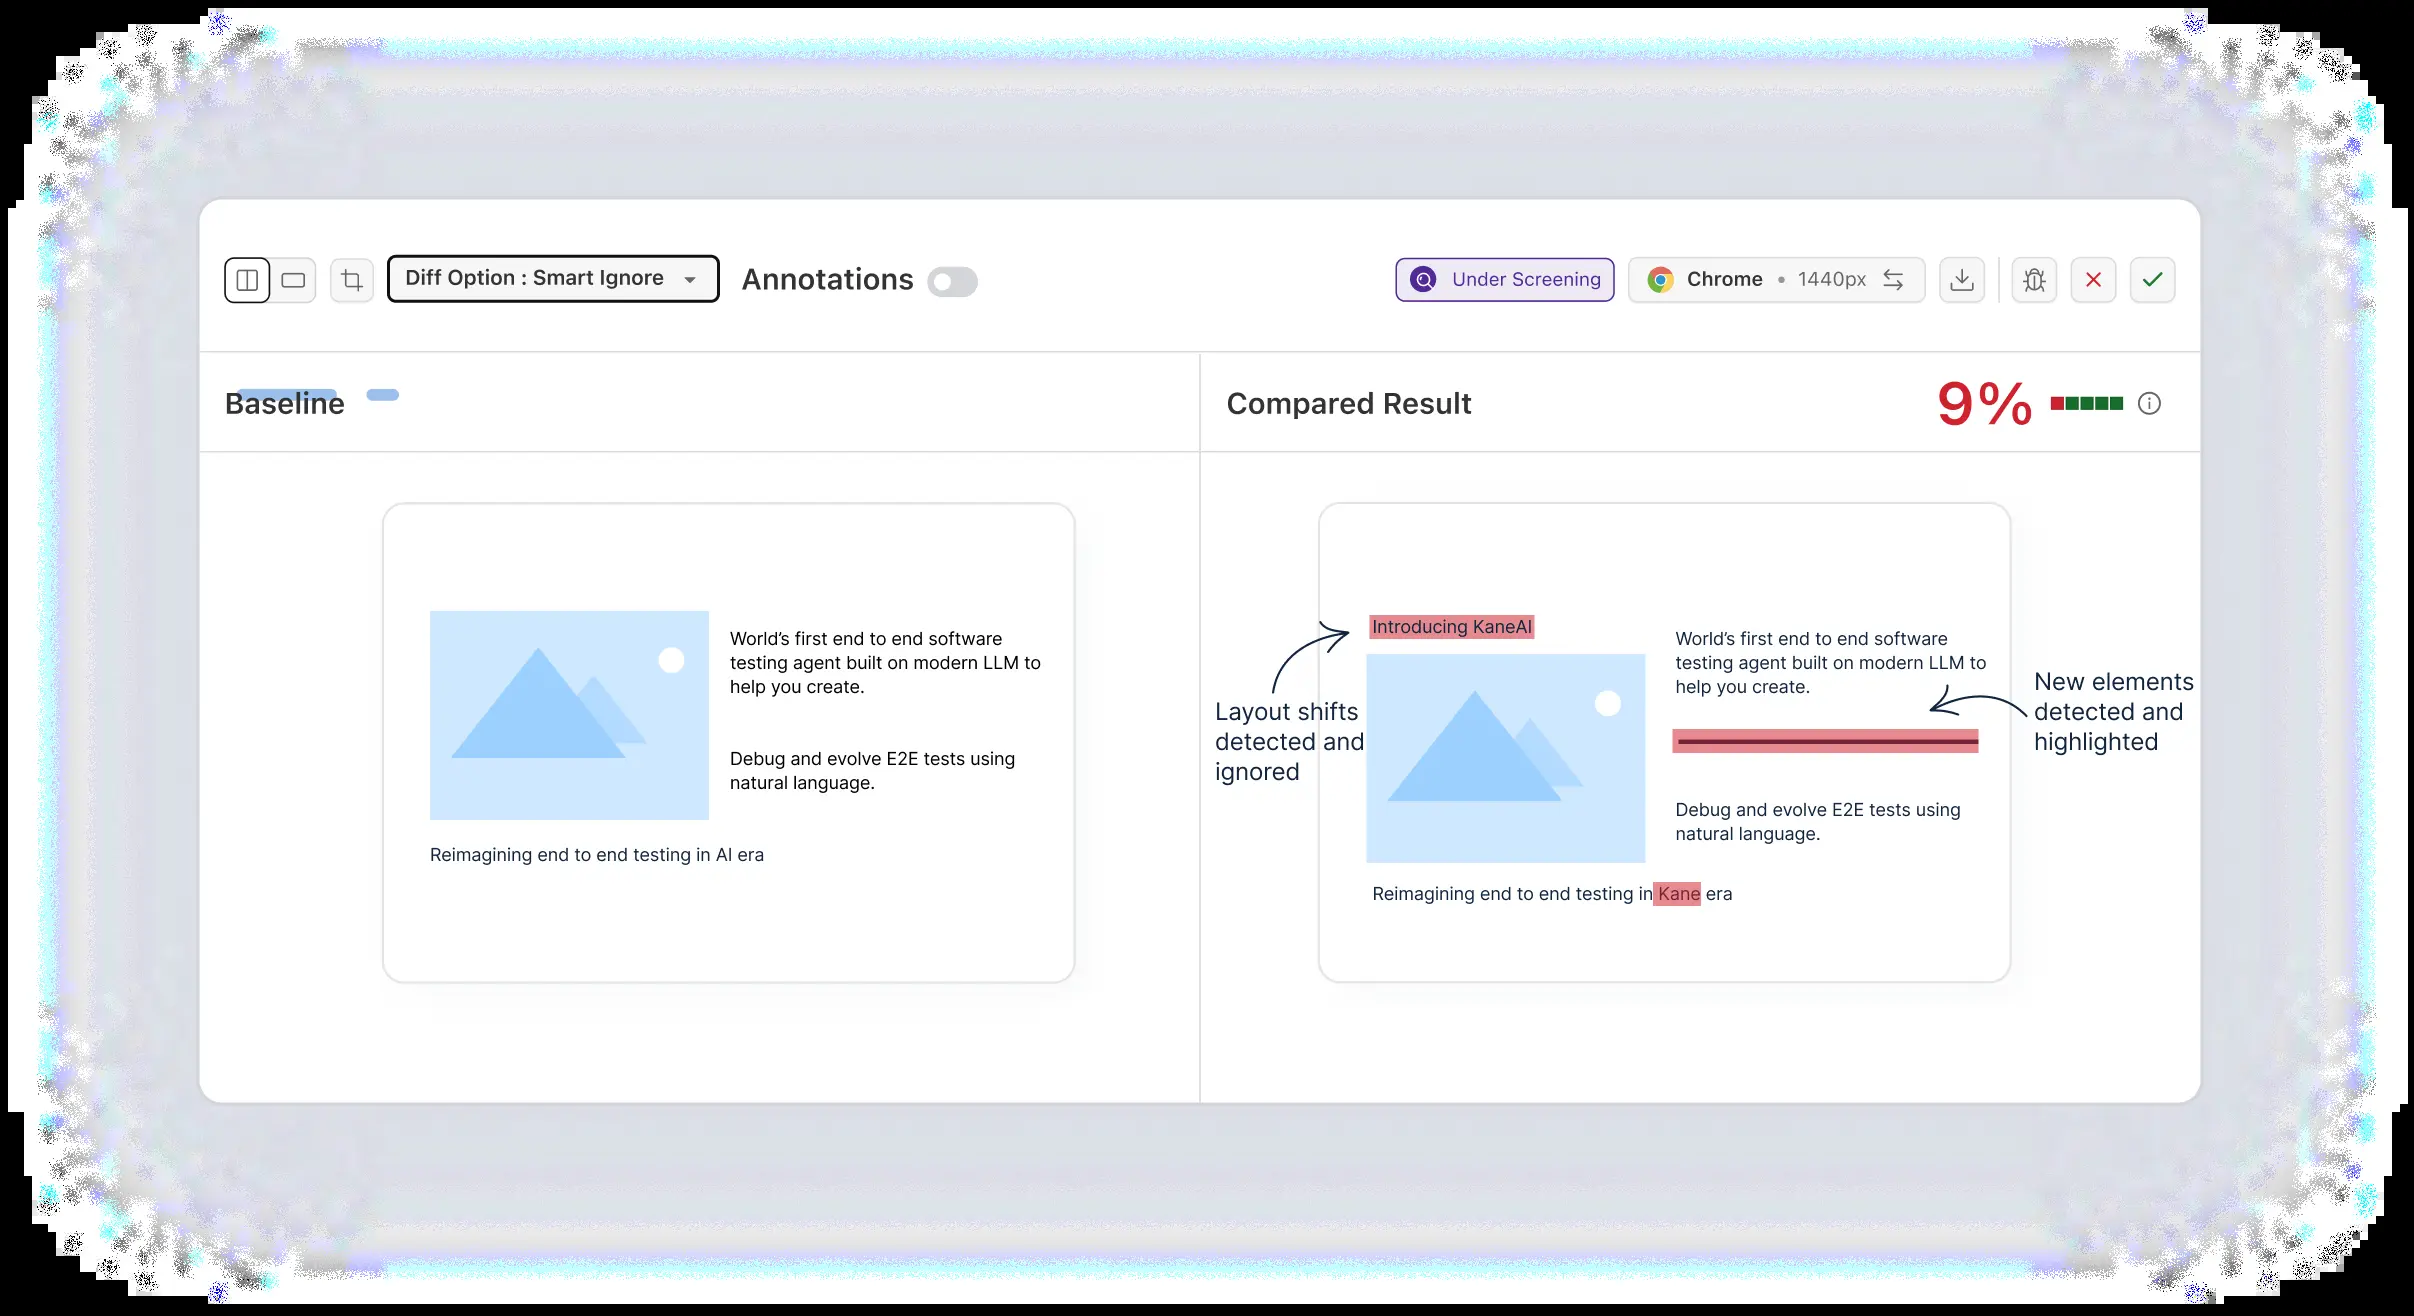 Diff Option : Smart Ignore
Annotations
Under Screening
Chrome • 1440px
Baseline
Compared Result
9%
World’s first end to end software
testing agent built on modern LLM to
help you create.
Debug and evolve E2E tests using
natural language.
Reimagining end to end testing in AI era
Introducing KaneAI
Layout shifts
detected and
ignored
World’s first end to end software
testing agent built on modern LLM to
help you create.
New elements
detected and
highlighted
Debug and evolve E2E tests using
natural language.
Reimagining end to end testing in Kane era